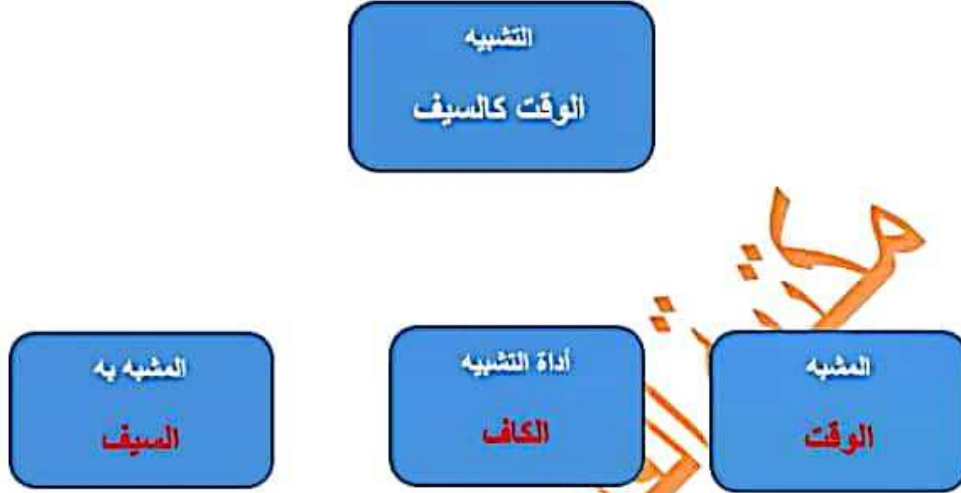 التشبيه
الوقت كالسيف
المشبه
الوقت
أداة التشبيه
الكاف
المشبه به
السيف